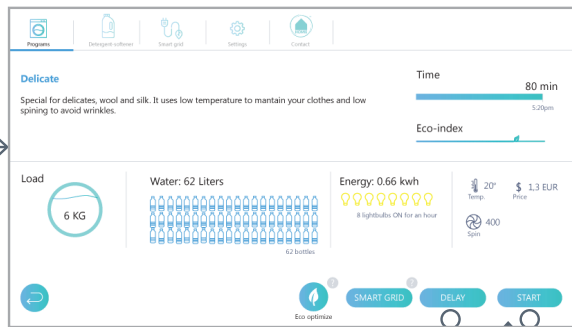 Programs
Detergent-softener
Smart grid
Settings
Contact
Delicate
Special for delicates, wool and silk. It uses low temperature to mantain your clothes and low
spining to avoid wrinkles.
Time
80 min
5:20pm
Eco-index
Load
6 KG
Water: 62 Liters
62 bottles
Energy: 0.66 kwh
8 lightbulbs ON for an hour
20°
Temp.
$ 1,3 EUR
Price
400
Spin
Eco optimize
?
SMART GRID
?
DELAY
START